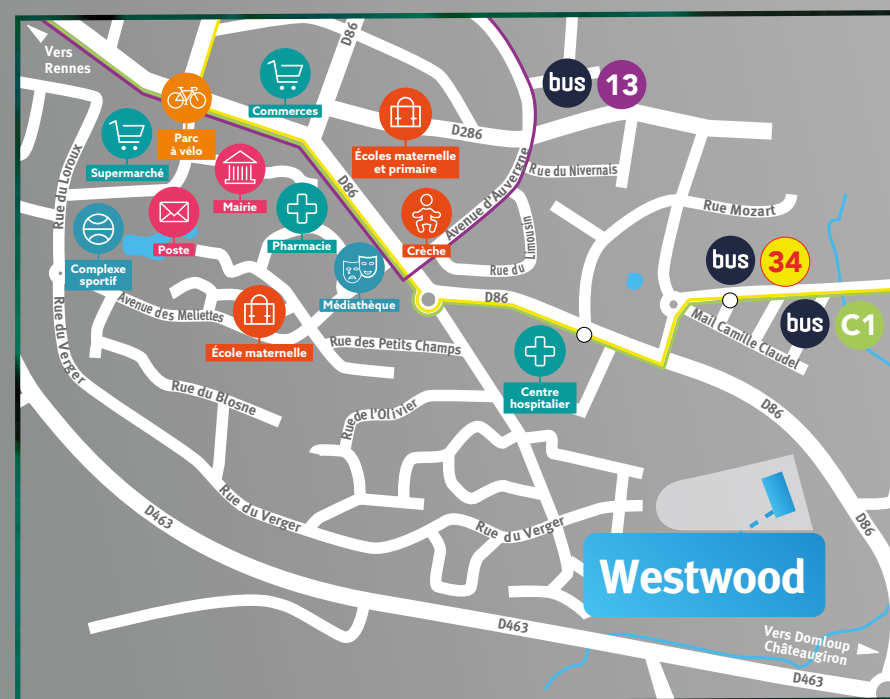 Vers
Rennes
D86
bus 13
Commerces
Parc
à vélo
D286
Écoles maternelle
et primaire
Supermarché
Rue du Loroux
Mairie
D86
Avenue d'Auvergne
Rue du Nivernais
Rue Mozart
Poste
Pharmacie
Crèche
Rue du Limousin
bus 34
Complexe
sportif
Médiathèque
D86
Avenue des Mellettes
bus C1
Mail Camille Claudel
Rue du Verger
École maternelle
Rue des Petits Champs
Centre
hospitalier
Rue du Blosne
Rue de l'Olivier
D86
D463
Rue du Verger
Rue du Verger
D86
Westwood
D463
Vers Domloup
Châteaugiron
D463